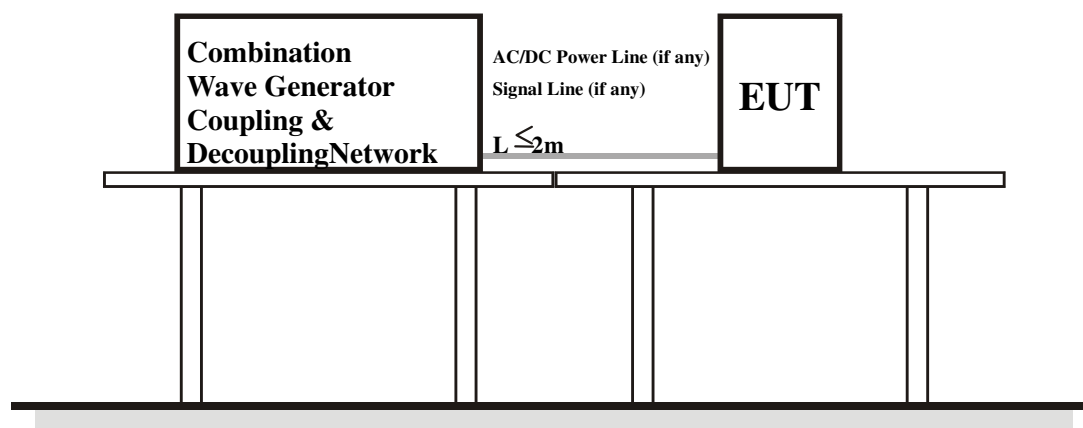 Combination
Wave Generator
Coupling &
DecouplingNetwork
AC/DC Power Line (if any)
Signal Line (if any)
L ≤2m
EUT